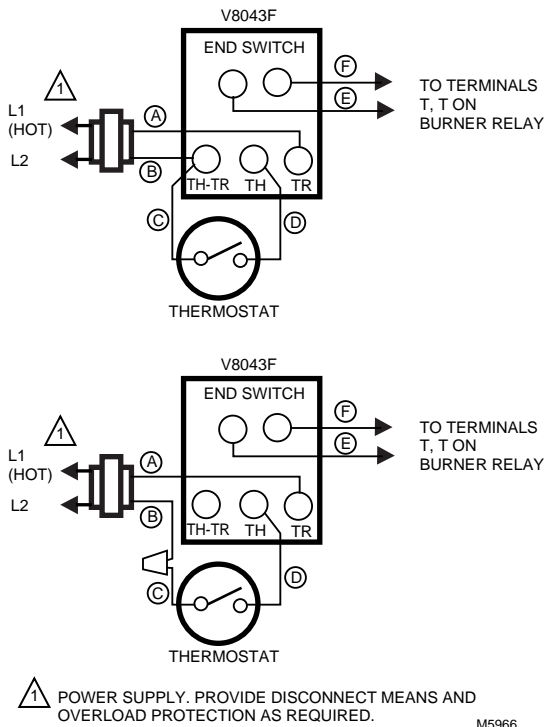 V8043F
END SWITCH
F
TO TERMINALS
T, T ON
BURNER RELAY
E
1
L1
(HOT)
L2
A
B
TH-TR
TH
TR
C
D
THERMOSTAT
V8043F
END SWITCH
F
TO TERMINALS
T, T ON
BURNER RELAY
E
1
L1
(HOT)
L2
A
B
TH-TR
TH
TR
C
D
THERMOSTAT
1 POWER SUPPLY. PROVIDE DISCONNECT MEANS AND
OVERLOAD PROTECTION AS REQUIRED.
M5966